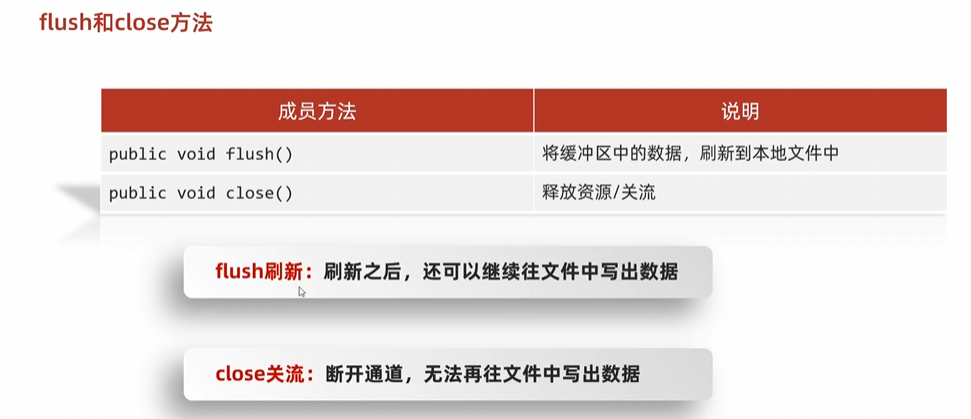 flush和close方法
成员方法 说明
public void flush() 将缓冲区中的数据，刷新到本地文件中
public void close() 释放资源/关流
flush刷新：刷新之后，还可以继续往文件中写出数据
close关流：断开通道，无法再往文件中写出数据